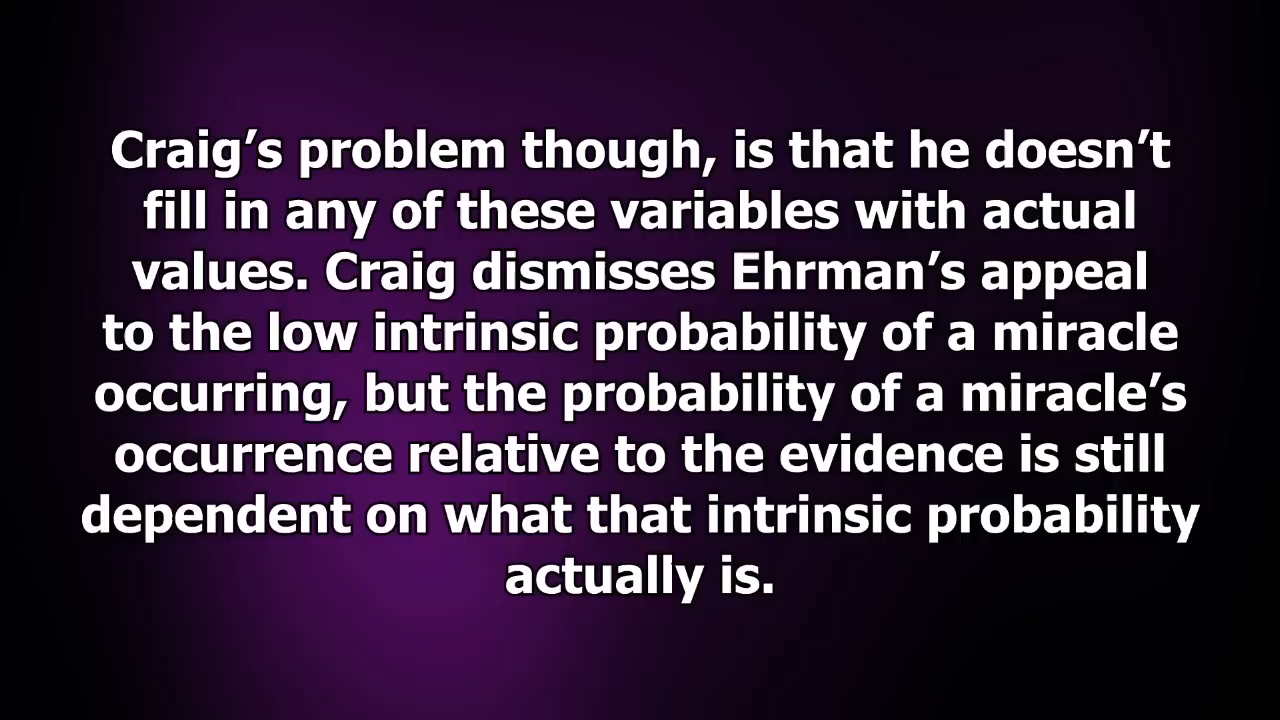 Craig’s problem though, is that he doesn’t
fill in any of these variables with actual
values. Craig dismisses Ehrman’s appeal
to the low intrinsic probability of a miracle
occurring, but the probability of a miracle’s
occurrence relative to the evidence is still
dependent on what that intrinsic probability
actually is.